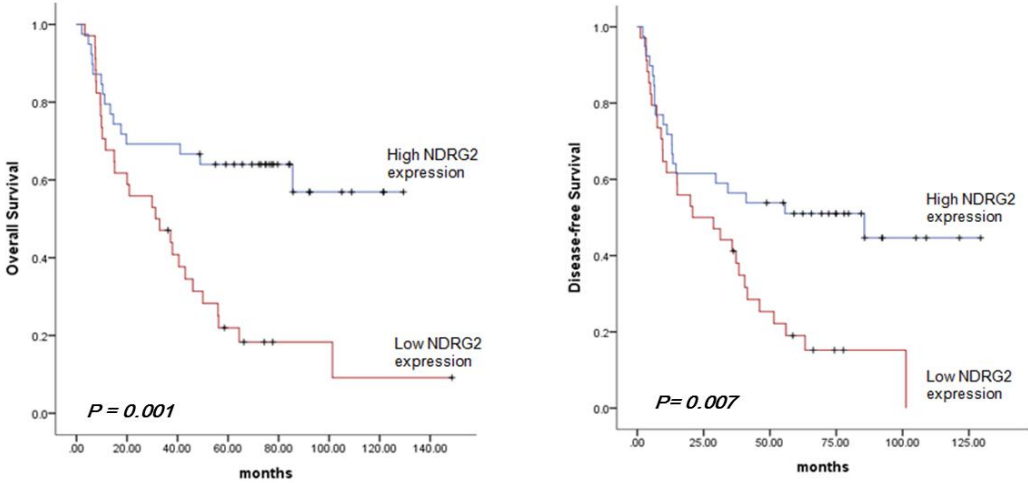 Overall Survival
1.0
0.8
0.6
0.4
0.2
0.0
High NDRG2
expression
Low NDRG2
expression
P = 0.001
.00 20.00 40.00 60.00 80.00 100.00 120.00 140.00
months
Disease-free Survival
1.0
0.8
0.6
0.4
0.2
0.0
High NDRG2
expression
Low NDRG2
expression
P= 0.007
.00 25.00 50.00 75.00 100.00 125.00
months